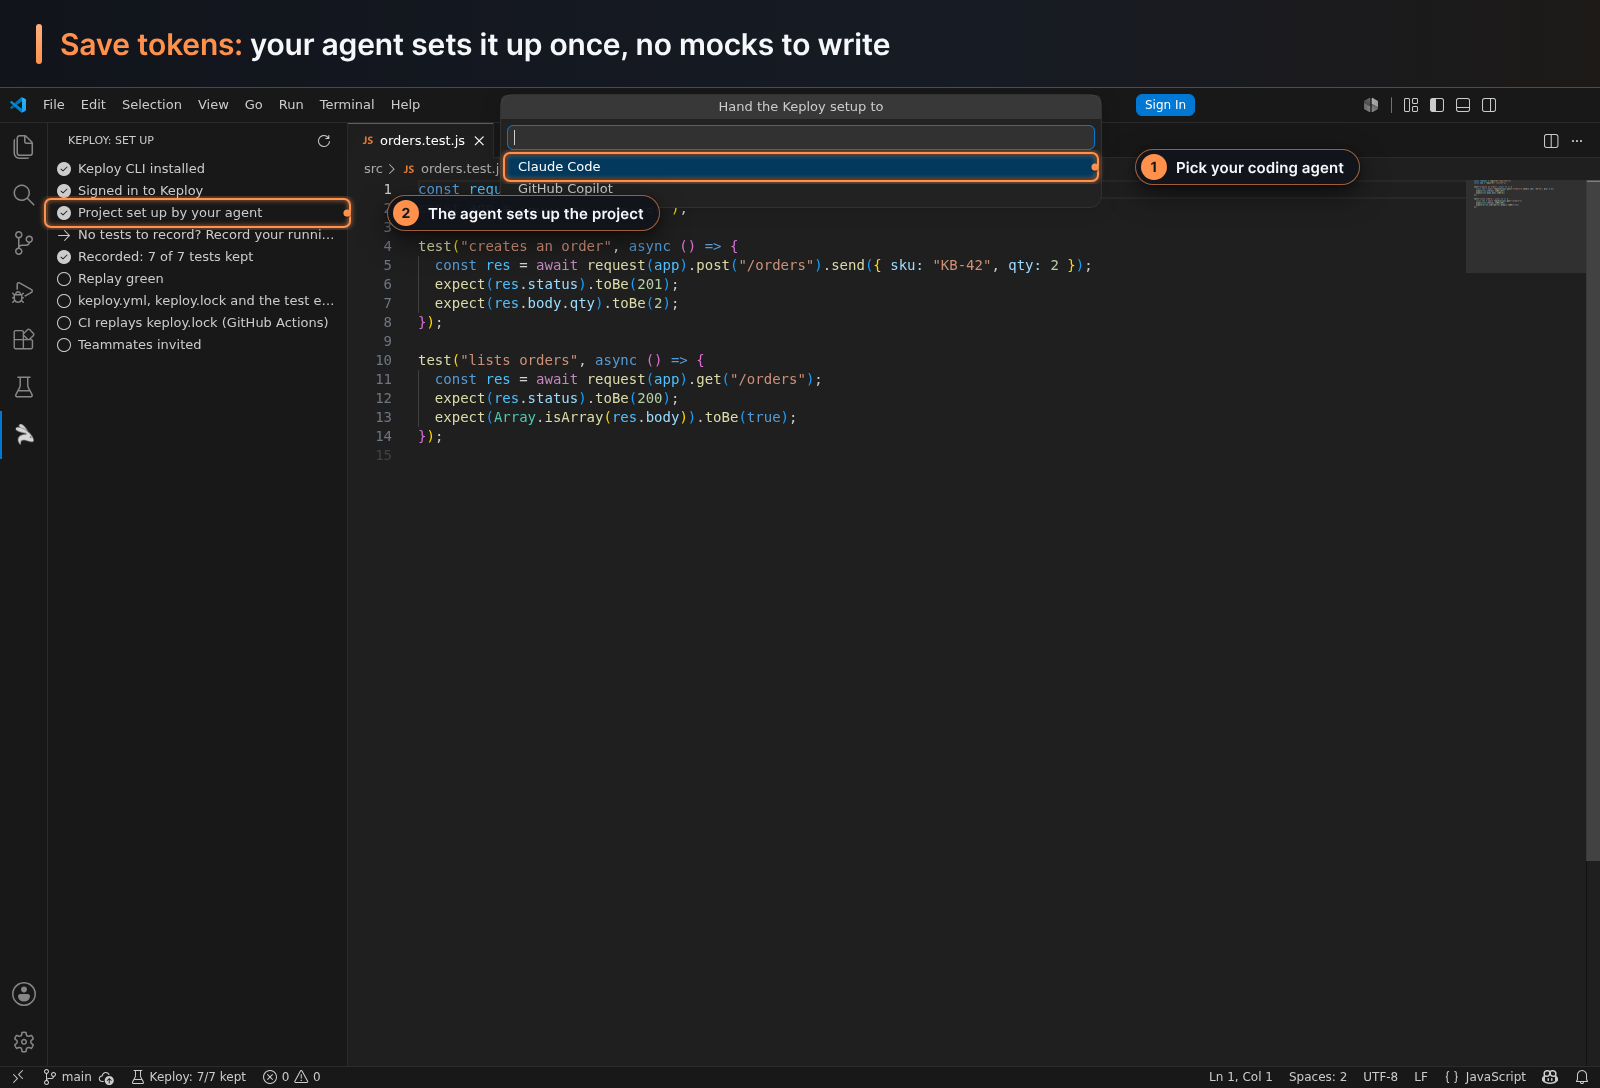 Save tokens: your agent sets it up once, no mocks to write
File Edit Selection View Go Run Terminal Help
Hand the Keploy setup to
Sign In
KEPLOY: SET UP
Keploy CLI installed
Signed in to Keploy
Project set up by your agent
No tests to record? Record your runni...
Recorded: 7 of 7 tests kept
Replay green
keploy.yml, keploy.lock and the test e...
CI replays keploy.lock (GitHub Actions)
Teammates invited
JS orders.test.js
src > JS orders.test.j
Claude Code
GitHub Copilot
1 Pick your coding agent
2 The agent sets up the project
1 const requ
);
3
4 test("creates an order", async () => {
5 const res = await request(app).post("/orders").send({ sku: "KB-42", qty: 2 });
6 expect(res.status).toBe(201);
7 expect(res.body.qty).toBe(2);
8 });
9
10 test("lists orders", async () => {
11 const res = await request(app).get("/orders");
12 expect(res.status).toBe(200);
13 expect(Array.isArray(res.body)).toBe(true);
14 });
15
main Keploy: 7/7 kept 0 0
Ln 1, Col 1 Spaces: 2 UTF-8 LF { } JavaScript